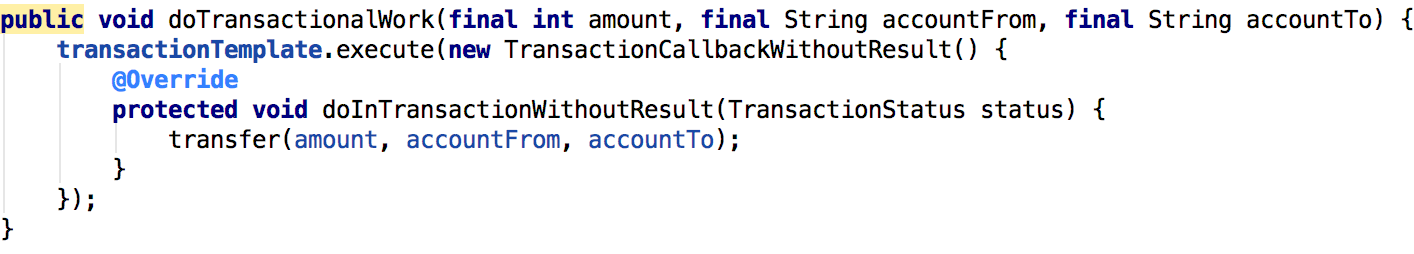 public void doTransactionalWork(final int amount, final String accountFrom, final String accountTo) {
    transactionTemplate.execute(new TransactionCallbackWithoutResult() {
        @Override
        protected void doInTransactionWithoutResult(TransactionStatus status) {
            transfer(amount, accountFrom, accountTo);
        }
    });
}